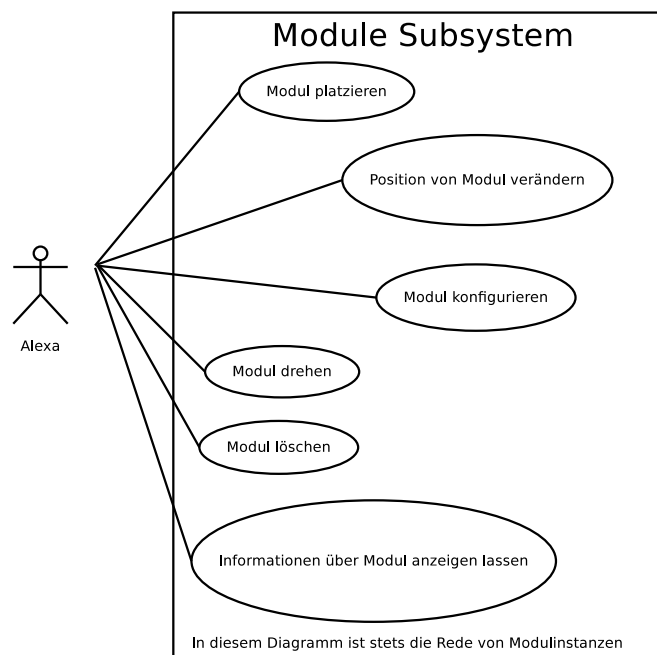 Module Subsystem
Modul platzieren
Position von Modul verändern
Modul konfigurieren
Alexa
Modul drehen
Modul löschen
Informationen über Modul anzeigen lassen
In diesem Diagramm ist stets die Rede von Modulinstanzen